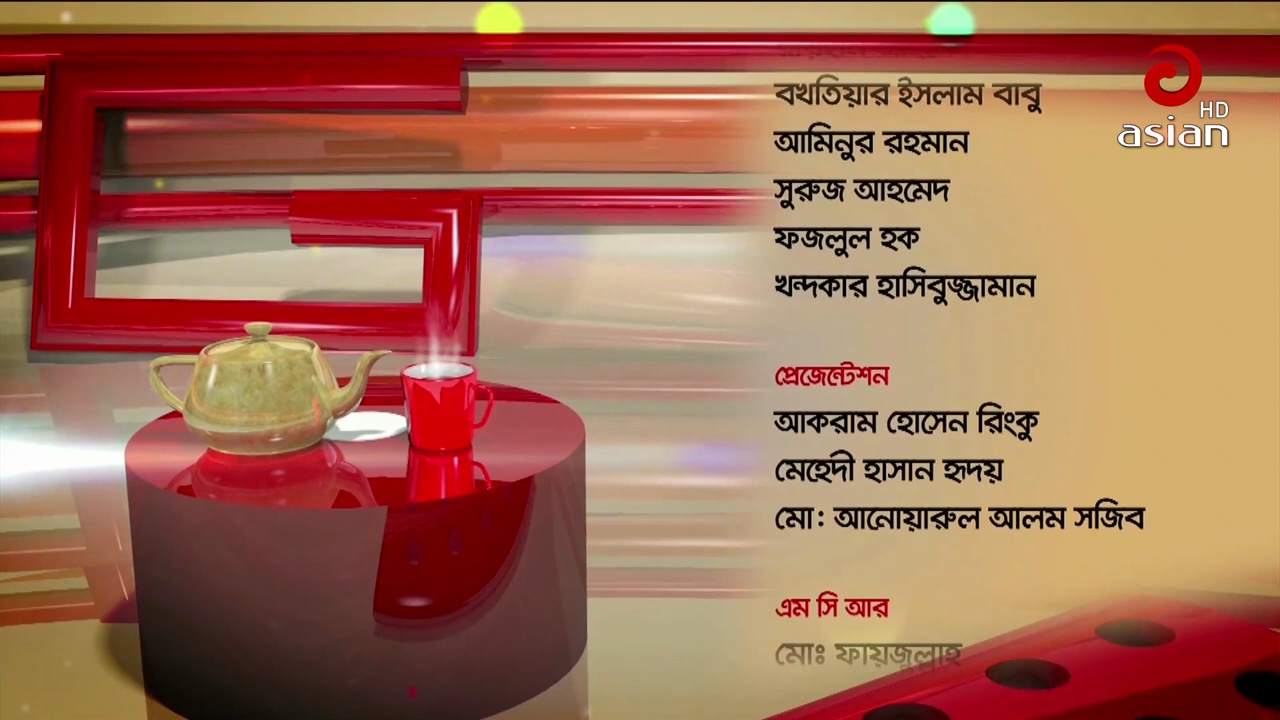 বখতিয়ার ইসলাম বাবু
আমিনুর রহমান
সুরুজ আহমেদ
ফজলুল হক
খন্দকার হাসিবুজ্জামান
প্রেজেন্টেশন
আকরাম হোসেন রিংকু
মেহেদী হাসান হৃদয়
মো: আনোয়ারুল আলম সজিব
এম সি আর
মোঃ ফায়জুল্লাহ
HD
asian